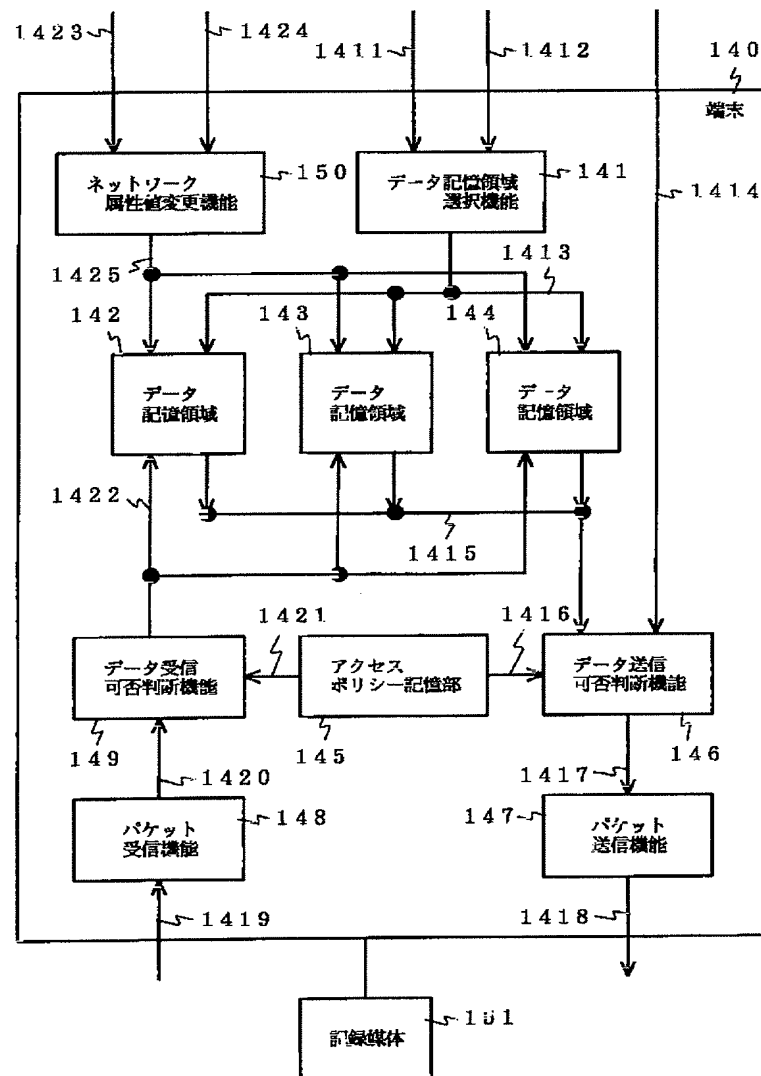 1423
1424
1411
1412
140
端末
ネットワーク
属性値変更機能
150
データ記憶領域
選択機能
141
1414
1425
1413
142
143
144
データ
記憶領域
データ
記憶領域
データ
記憶領域
1422
1415
1421
1416
データ受信
可否判断機能
アクセス
ポリシー記憶部
データ送信
可否判断機能
149
145
146
1420
1417
パケット
受信機能
148
147
パケット
送信機能
1419
1418
記録媒体
101